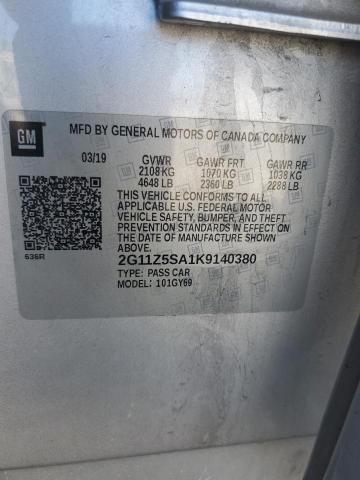 GM
MFD BY GENERAL MOTORS OF CANADA COMPANY
03/19 GVWR GAWR FRT GAWR RR
2108 KG 1070 KG 1038 KG
4648 LB 2360 LB 2288 LB
THIS VEHICLE CONFORMS TO ALL
APPLICABLE U.S. FEDERAL MOTOR
VEHICLE SAFETY, BUMPER, AND THEFT
PREVENTION STANDARDS IN EFFECT ON
THE DATE OF MANUFACTURE SHOWN ABOVE.
636R
2G11Z5SA1K9140380
TYPE: PASS CAR
MODEL: 101GY69